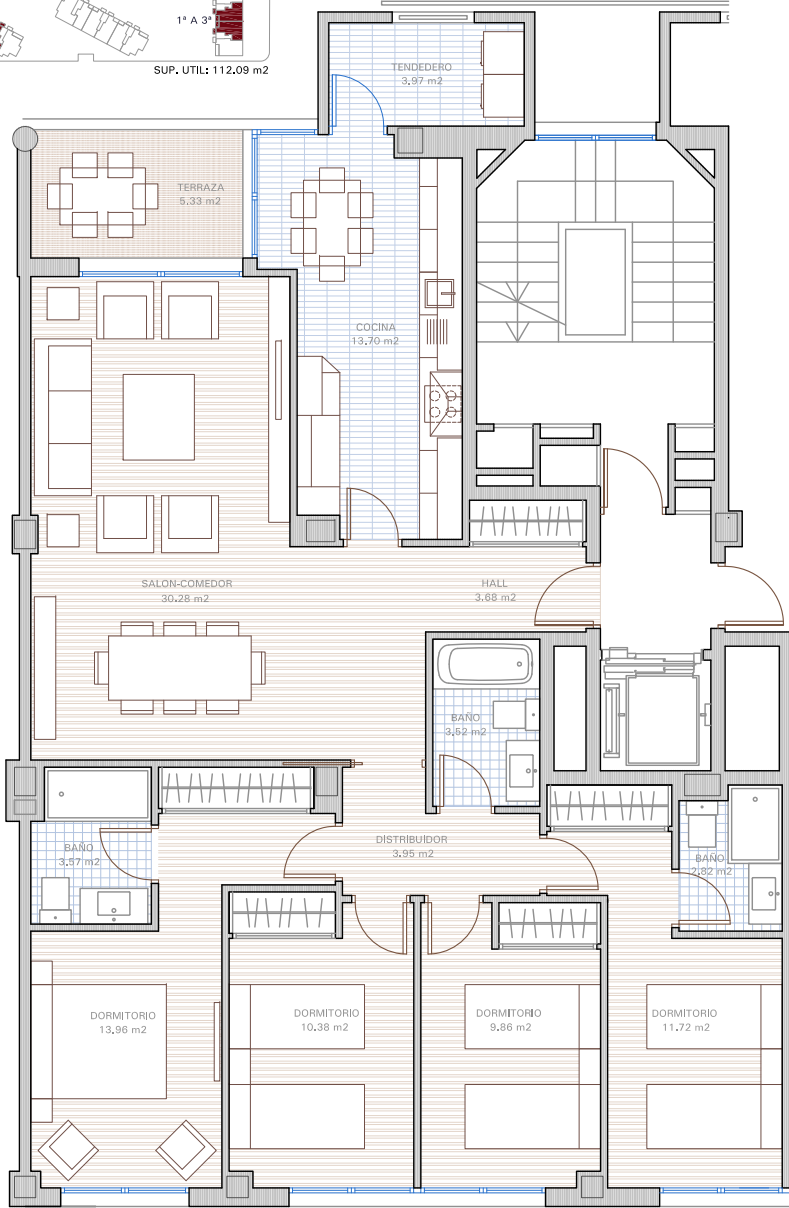 1ª A 3ª
SUP. UTIL: 112.09 m2
TENDEDERO
3.97 m2
TERRAZA
5.33 m2
COCINA
13.70 m2
SALON-COMEDOR
30.28 m2
HALL
3.68 m2
BAÑO
3.52 m2
DISTRIBUIDOR
3.95 m2
BAÑO
3.57 m2
BAÑO
2.82 m2
DORMITORIO
13.96 m2
DORMITORIO
10.38 m2
DORMITORIO
9.86 m2
DORMITORIO
11.72 m2